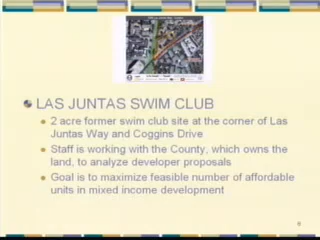 LAS JUNTAS SWIM CLUB
2 acre former swim club site at the corner of Las
Juntas Way and Coggins Drive
Staff is working with the County, which owns the
land, to analyze developer proposals
Goal is to maximize feasible number of affordable
units in mixed income development